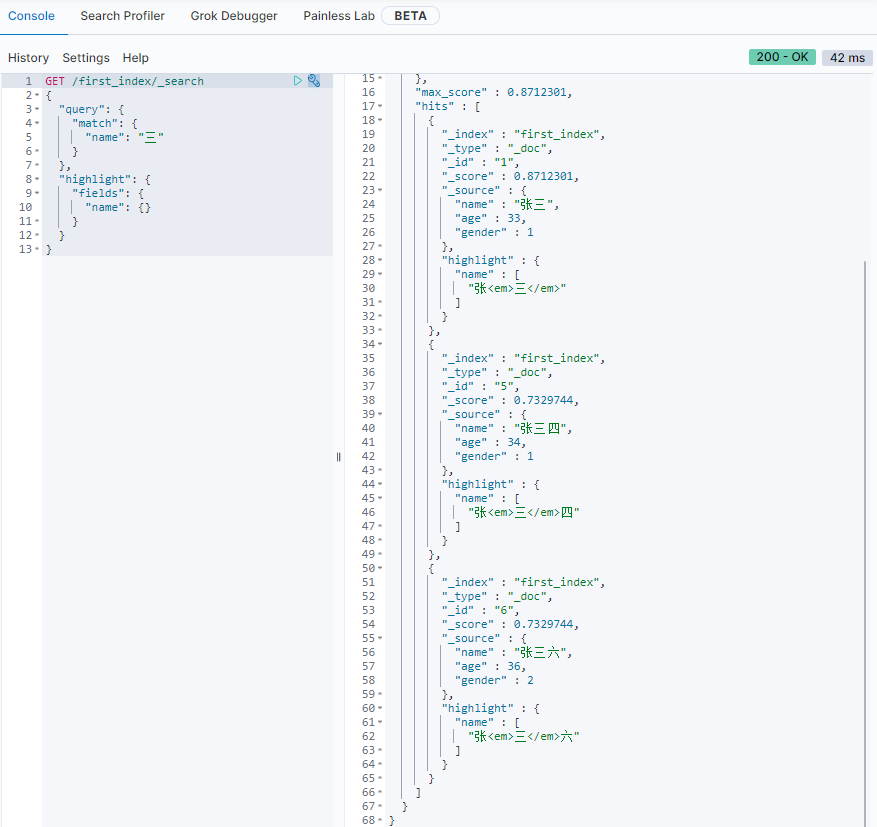 Console Search Profiler Grok Debugger Painless Lab BETA
History Settings Help 200 - OK 42 ms
1 GET /first_index/_search
2 {
3 "query": {
4 "match": {
5 "name": "三"
6 }
7 },
8 "highlight": {
9 "fields": {
10 "name": {}
11 }
12 }
13 }
15 },
16 "max_score" : 0.8712301,
17 "hits" : [
18 {
19 "_index" : "first_index",
20 "_type" : "_doc",
21 "_id" : "1",
22 "_score" : 0.8712301,
23 "_source" : {
24 "name" : "张三",
25 "age" : 33,
26 "gender" : 1
27 },
28 "highlight" : {
29 "name" : [
30 "张<em>三</em>"
31 ]
32 }
33 },
34 {
35 "_index" : "first_index",
36 "_type" : "_doc",
37 "_id" : "5",
38 "_score" : 0.7329744,
39 "_source" : {
40 "name" : "张三四",
41 "age" : 34,
42 "gender" : 1
43 },
44 "highlight" : {
45 "name" : [
46 "张<em>三</em>四"
47 ]
48 }
49 },
50 {
51 "_index" : "first_index",
52 "_type" : "_doc",
53 "_id" : "6",
54 "_score" : 0.7329744,
55 "_source" : {
56 "name" : "张三六",
57 "age" : 36,
58 "gender" : 2
59 },
60 "highlight" : {
61 "name" : [
62 "张<em>三</em>六"
63 ]
64 }
65 }
66 ]
67 }
68 }